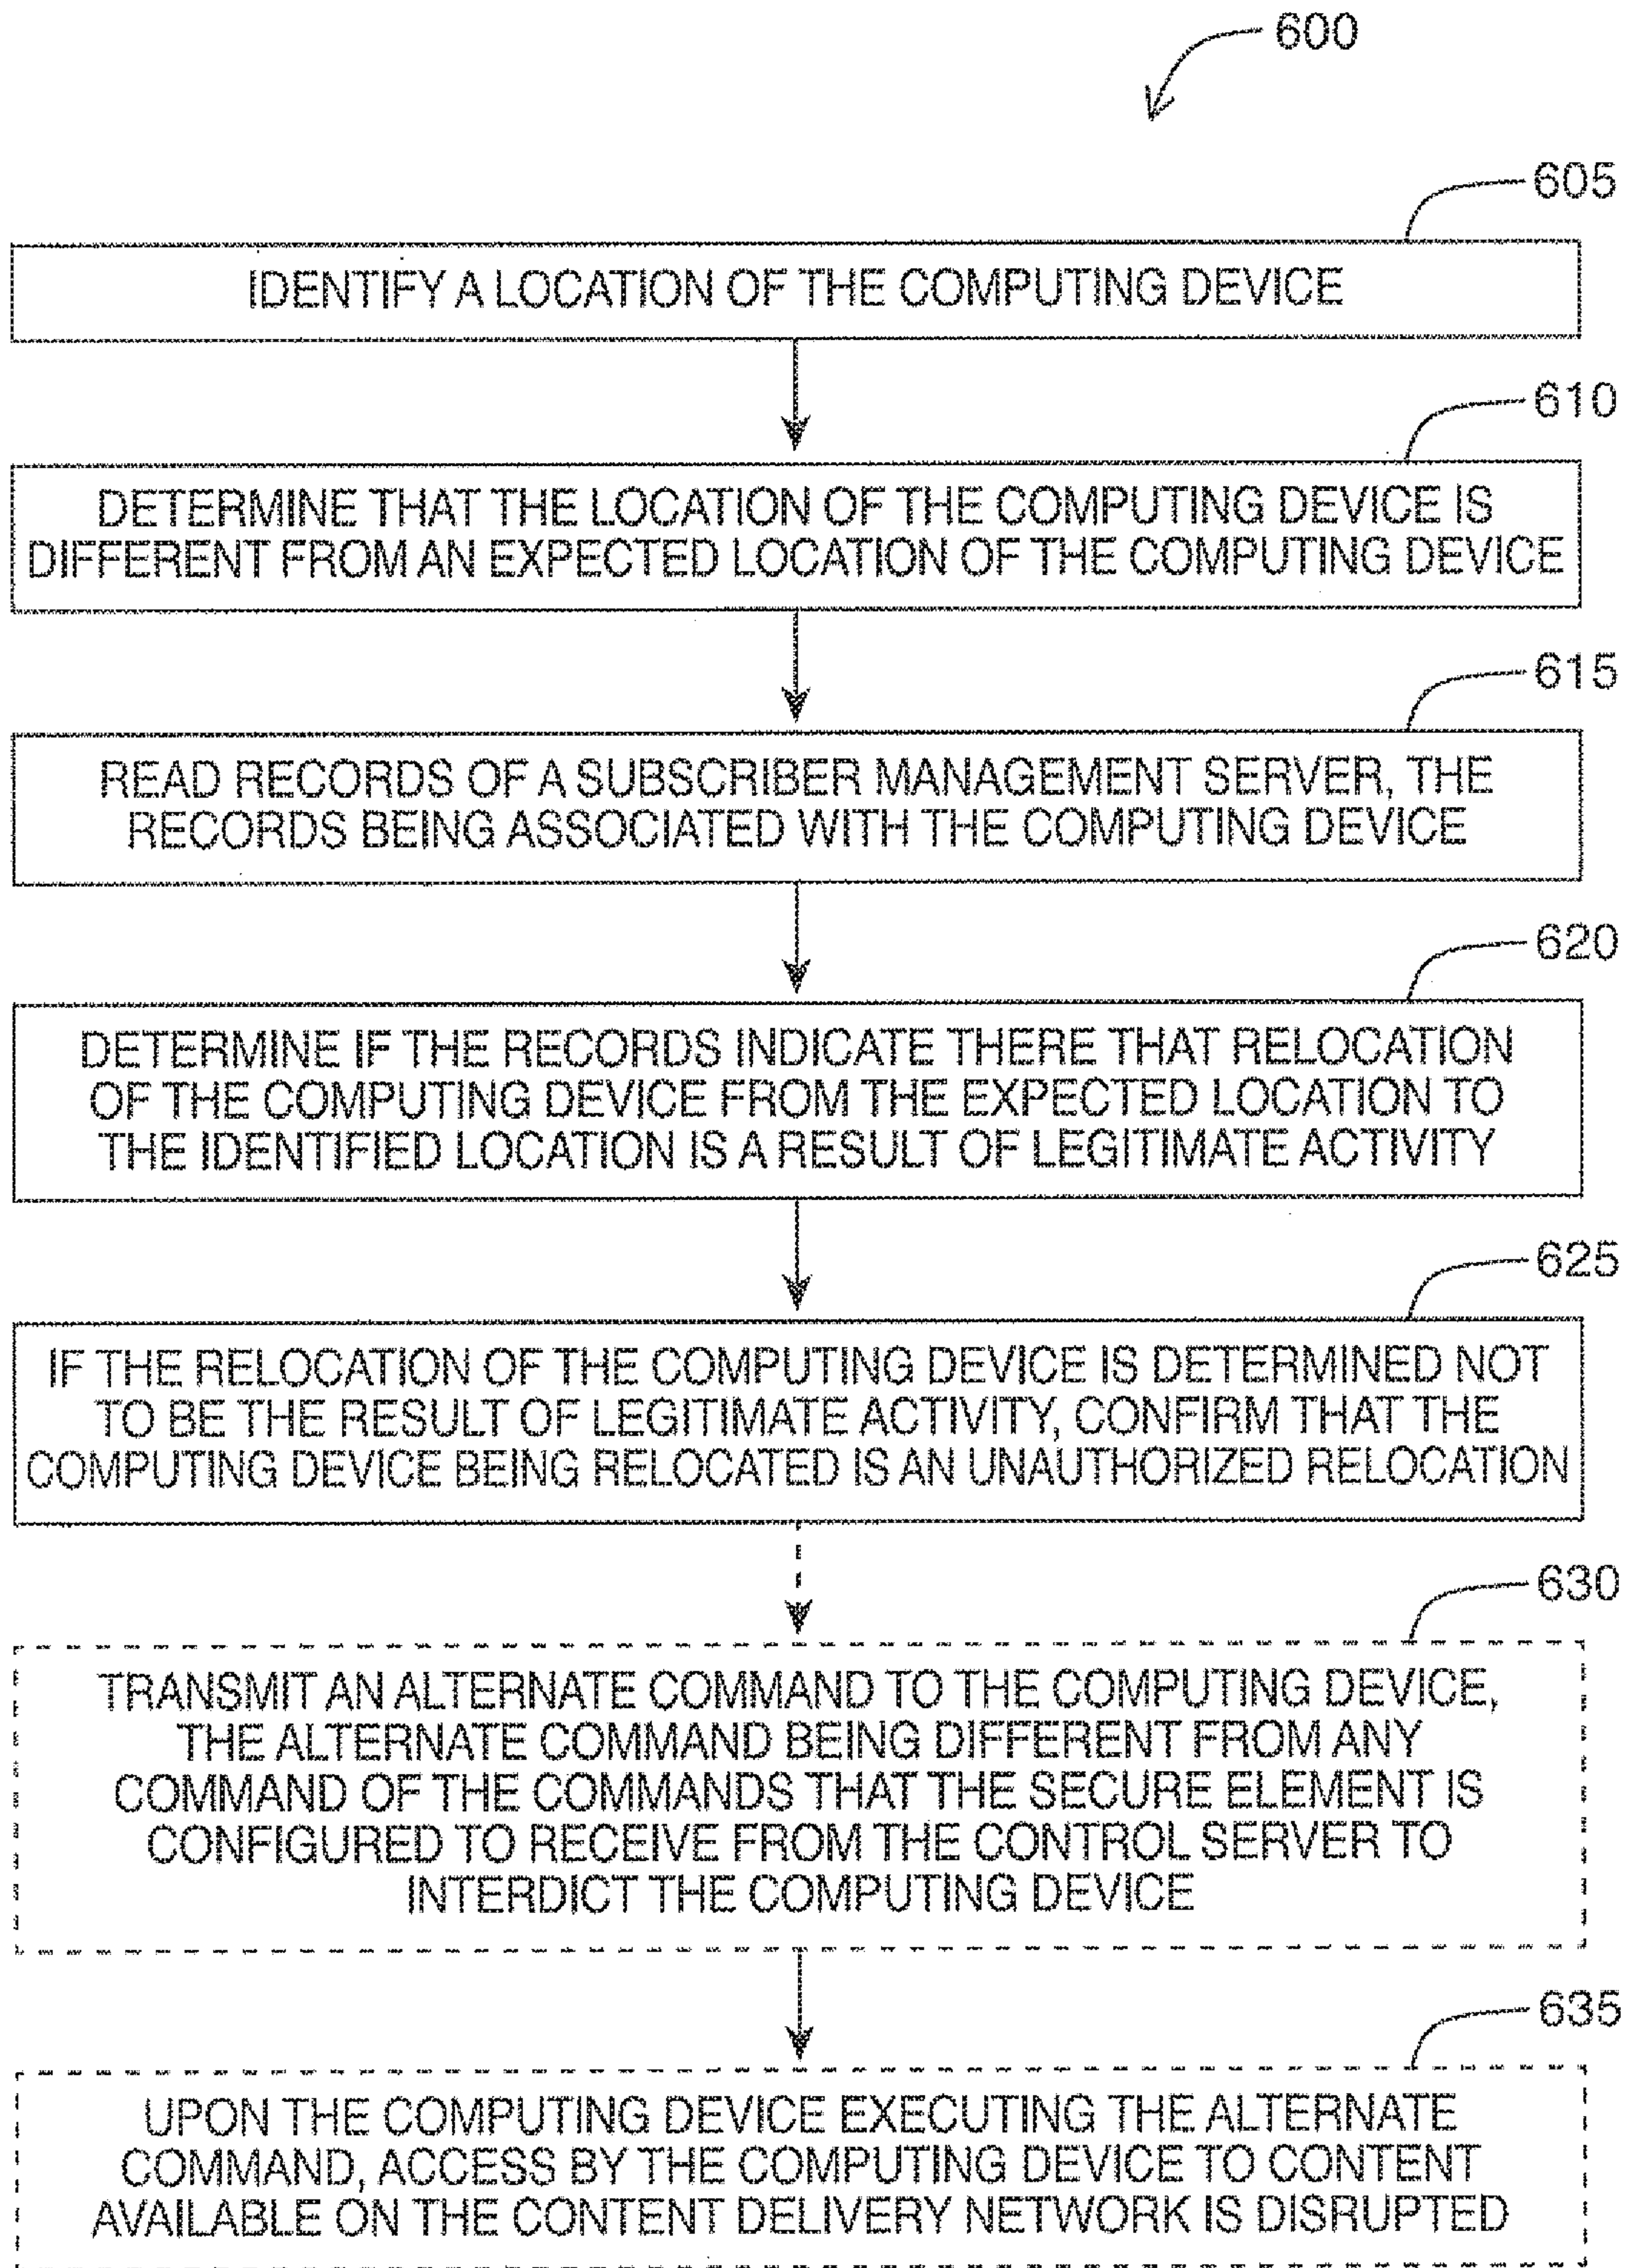 600
605
IDENTIFY A LOCATION OF THE COMPUTING DEVICE
610
DETERMINE THAT THE LOCATION OF THE COMPUTING DEVICE IS
DIFFERENT FROM AN EXPECTED LOCATION OF THE COMPUTING DEVICE
615
READ RECORDS OF A SUBSCRIBER MANAGEMENT SERVER, THE
RECORDS BEING ASSOCIATED WITH THE COMPUTING DEVICE
620
DETERMINE IF THE RECORDS INDICATE THERE THAT RELOCATION
OF THE COMPUTING DEVICE FROM THE EXPECTED LOCATION TO
THE IDENTIFIED LOCATION IS A RESULT OF LEGITIMATE ACTIVITY
625
IF THE RELOCATION OF THE COMPUTING DEVICE IS DETERMINED NOT
TO BE THE RESULT OF LEGITIMATE ACTIVITY, CONFIRM THAT THE
COMPUTING DEVICE BEING RELOCATED IS AN UNAUTHORIZED RELOCATION
630
TRANSMIT AN ALTERNATE COMMAND TO THE COMPUTING DEVICE,
THE ALTERNATE COMMAND BEING DIFFERENT FROM ANY
COMMAND OF THE COMMANDS THAT THE SECURE ELEMENT IS
CONFIGURED TO RECEIVE FROM THE CONTROL SERVER TO
INTERDICT THE COMPUTING DEVICE
635
UPON THE COMPUTING DEVICE EXECUTING THE ALTERNATE
COMMAND, ACCESS BY THE COMPUTING DEVICE TO CONTENT
AVAILABLE ON THE CONTENT DELIVERY NETWORK IS DISRUPTED